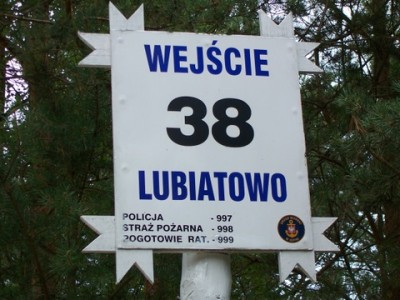 WEJŚCIE
38
LUBIATOWO
POLICJA - 997
STRAŻ POŻARNA - 998
POGOTOWIE RAT. - 999